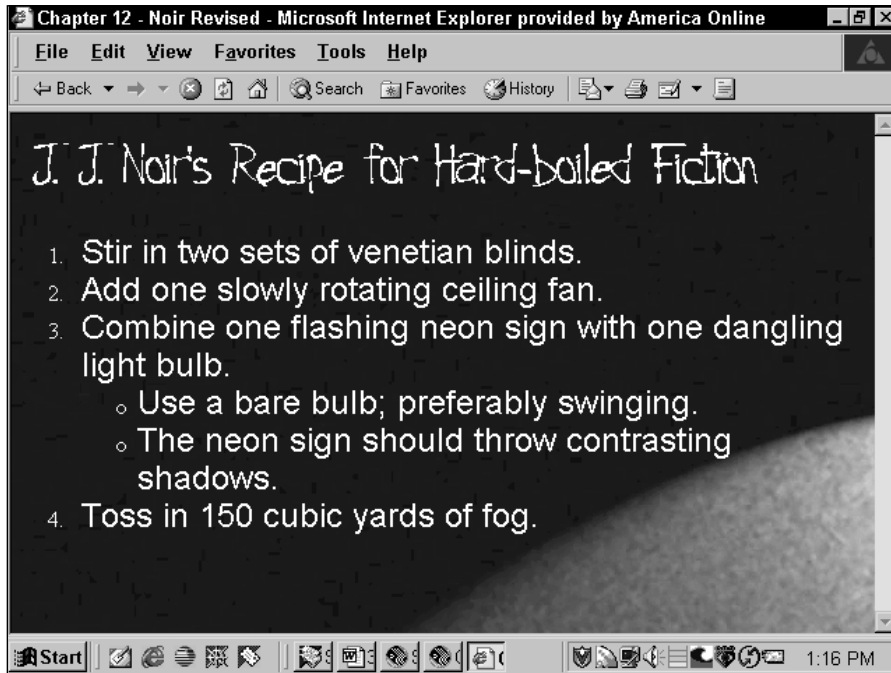 Chapter 12 - Noir Revised - Microsoft Internet Explorer provided by America Online
File Edit View Favorites Tools Help
Back Search Favorites History
J. J. Noir's Recipe for Hard-boiled Fiction
1. Stir in two sets of venetian blinds.
2. Add one slowly rotating ceiling fan.
3. Combine one flashing neon sign with one dangling
light bulb.
Use a bare bulb; preferably swinging.
The neon sign should throw contrasting
shadows.
4. Toss in 150 cubic yards of fog.
Start 1:16 PM